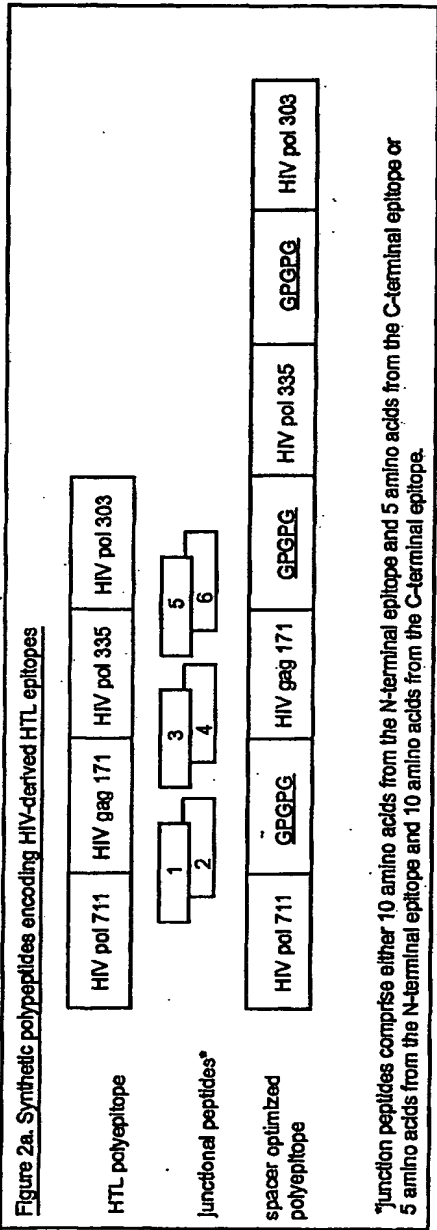 Figure 2a. Synthetic polypeptides encoding HIV-derived HTL epitopes
HTL polyepitope
HIV pol 711
HIV gag 171
HIV pol 335
HIV pol 303
junctional peptides*
1
2
3
4
5
6
spacer optimized
polyepitope
HIV pol 711
GPGPG
HIV gag 171
GPGPG
HIV pol 335
GPGPG
HIV pol 303
*junction peptides comprise either 10 amino acids from the N-terminal epitope and 5 amino acids from the C-terminal epitope or
5 amino acids from the N-terminal epitope and 10 amino acids from the C-terminal epitope.